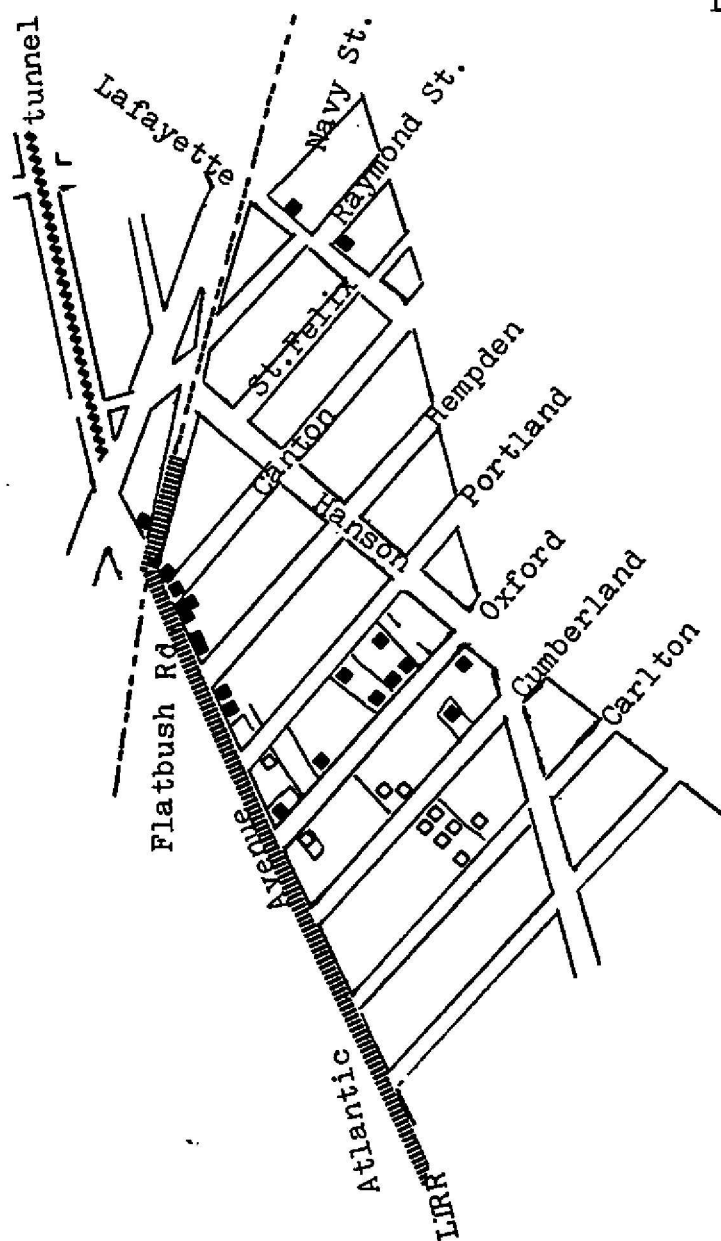 tunnel
Lafayette
Navy St.
Raymond St.
St.Felix
Canton
Hempden
Hanson
Portland
Oxford
Cumberland
Carlton
Flatbush Rd
Avenue
Atlantic
LIRR